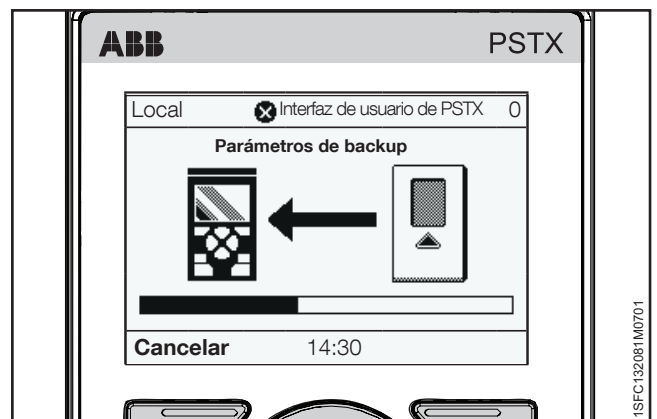 ABB PSTX
Local Interfaz de usuario de PSTX 0
Parámetros de backup
Cancelar 14:30
1SFC132081M0701